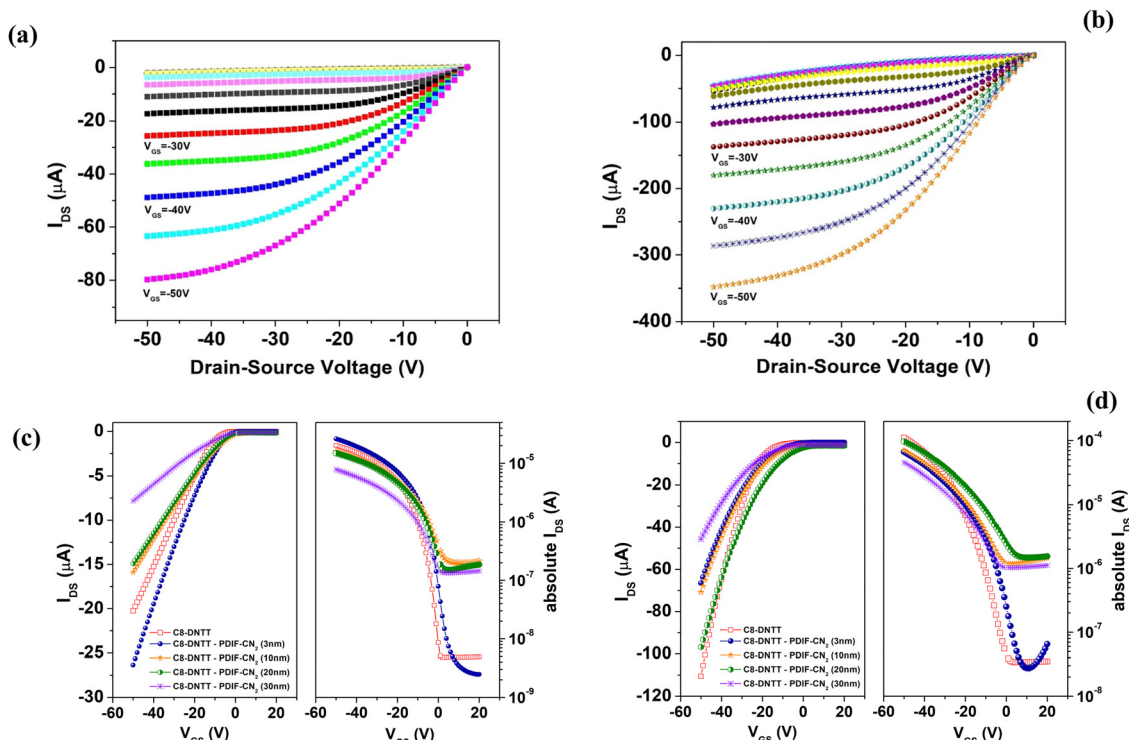 (a)
0
-20
-40
-60
-80
I_DS (μA)
V_GS=-30V
V_GS=-40V
V_GS=-50V
-50 -40 -30 -20 -10 0
Drain-Source Voltage (V)
(b)
0
-100
-200
-300
-400
I_DS (μA)
V_GS=-30V
V_GS=-40V
V_GS=-50V
-50 -40 -30 -20 -10 0
Drain-Source Voltage (V)
(c)
0
-5
-10
-15
-20
-25
-30
I_DS (μA)
C8-DNTT
C8-DNTT - PDIF-CN₂ (3nm)
C8-DNTT - PDIF-CN₂ (10nm)
C8-DNTT - PDIF-CN₂ (20nm)
C8-DNTT - PDIF-CN₂ (30nm)
-60 -40 -20 0 20
V_GS (V)
10⁻⁵
10⁻⁶
10⁻⁷
10⁻⁸
10⁻⁹
absolute I_DS (A)
-60 -40 -20 0 20
(V)
(d)
0
-20
-40
-60
-80
-100
-120
I_DS (μA)
C8-DNTT
C8-DNTT - PDIF-CN₂ (3nm)
C8-DNTT - PDIF-CN₂ (10nm)
C8-DNTT - PDIF-CN₂ (20nm)
C8-DNTT - PDIF-CN₂ (30nm)
-60 -40 -20 0 20
V_GS (V)
10⁻⁴
10⁻⁵
10⁻⁶
10⁻⁷
10⁻⁸
absolute I_DS (A)
-60 -40 -20 0 20
V_GS (V)